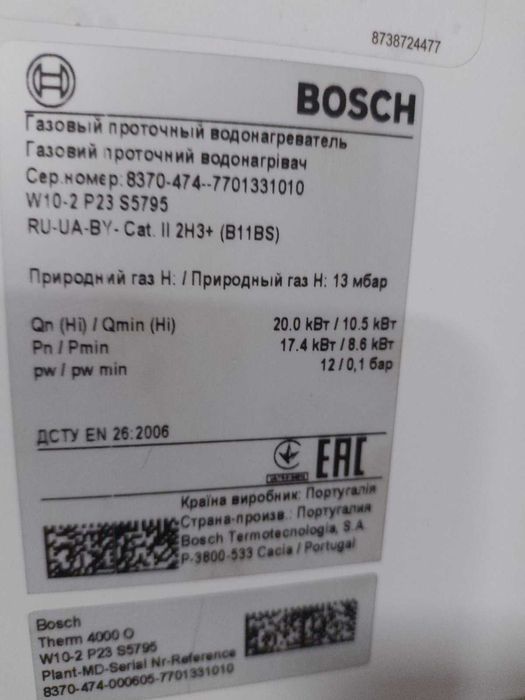 8738724477
BOSCH
Газовый проточный водонагреватель
Газовий проточний водонагрівач
Сер.номер: 8370-474--7701331010
W10-2 P23 S5795
RU-UA-BY- Cat. II 2H3+ (B11BS)
Природний газ H: / Природный газ H: 13 мбар
Qn (Hi) / Qmin (Hi) 20.0 кВт / 10.5 кВт
Pn / Pmin 17.4 кВт / 8.6 кВт
pw / pw min 12 / 0,1 бар
ДСТУ EN 26:2006
EAC
Країна виробник: Португалія
Страна-произв.: Португалия
Bosch Termotecnologia, S.A
P-3800-533 Cacia / Portugal
Bosch
Therm 4000 O
W10-2 P23 S5795
Plant-MD-Serial Nr-Reference
8370-474-000605-7701331010